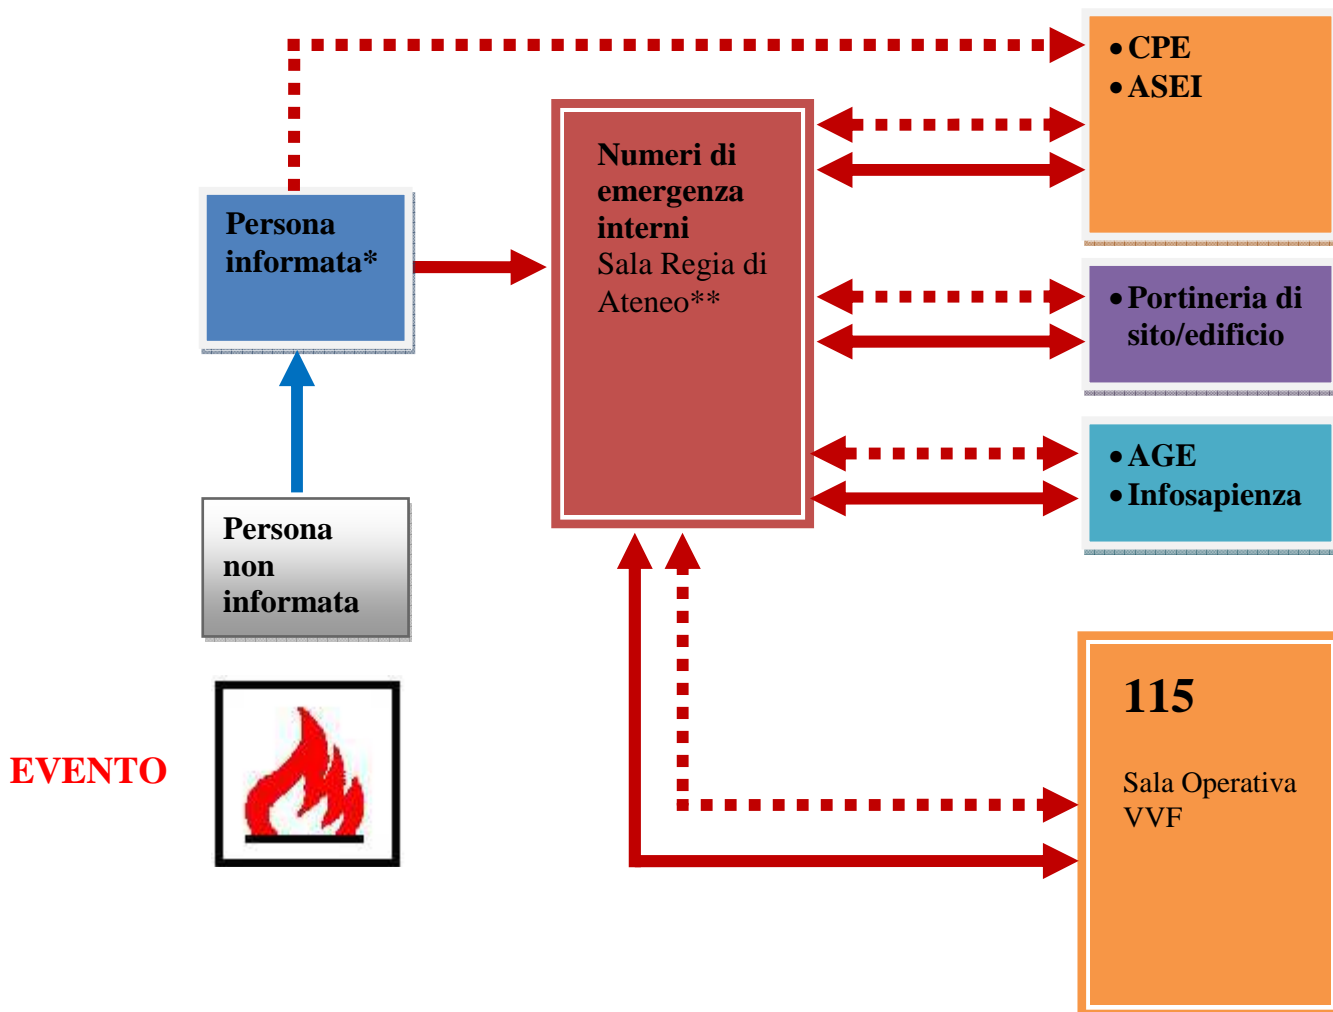 • CPE
• ASEI
Numeri di
emergenza
interni
Sala Regia di
Ateneo**
Persona
informata*
• Portineria di
sito/edificio
• AGE
• Infosapienza
Persona
non
informata
115
Sala Operativa
VVF
EVENTO